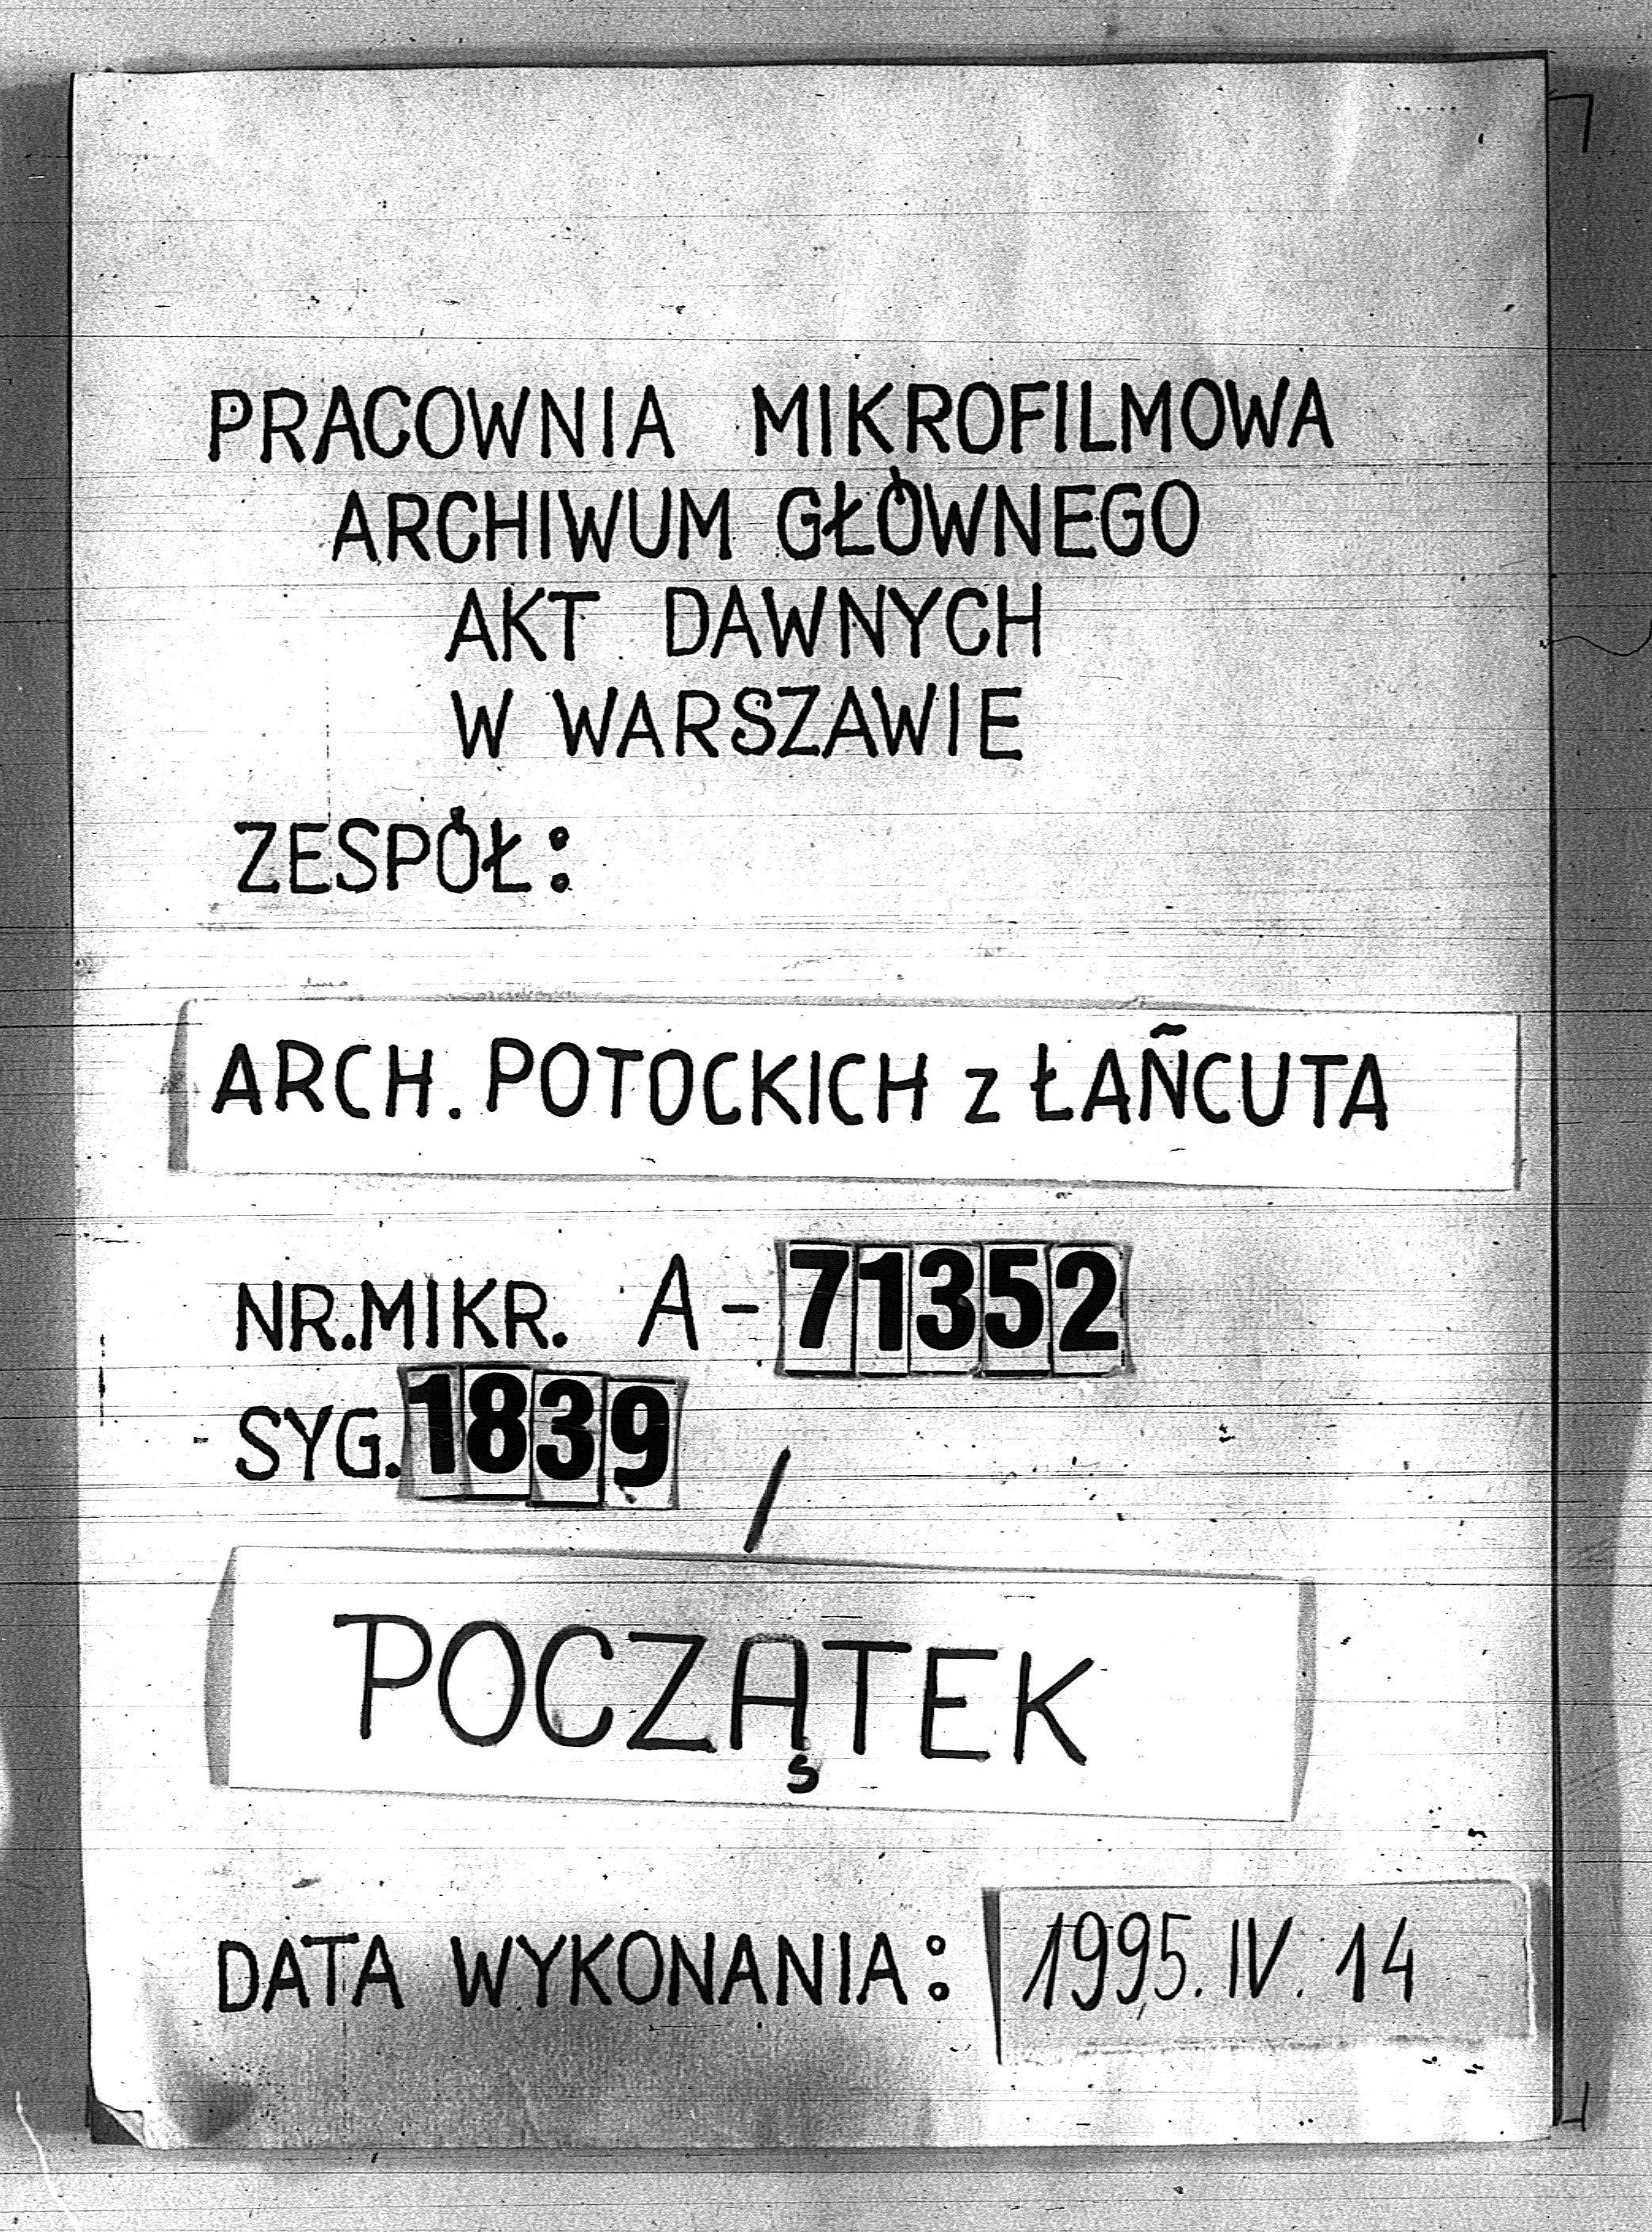 PRACOWNIA MIKROFILMOWA
ARCHIWUM GŁÓWNEGO
AKT DAWNYCH
W WARSZAWIE
ZESPÓŁ:
ARCH. POTOCKICH z ŁAŃCUTA
NR.MIKR. A-71352
SYG.1839 /
POCZĄTEK
DATA WYKONANIA: 1995.IV.14